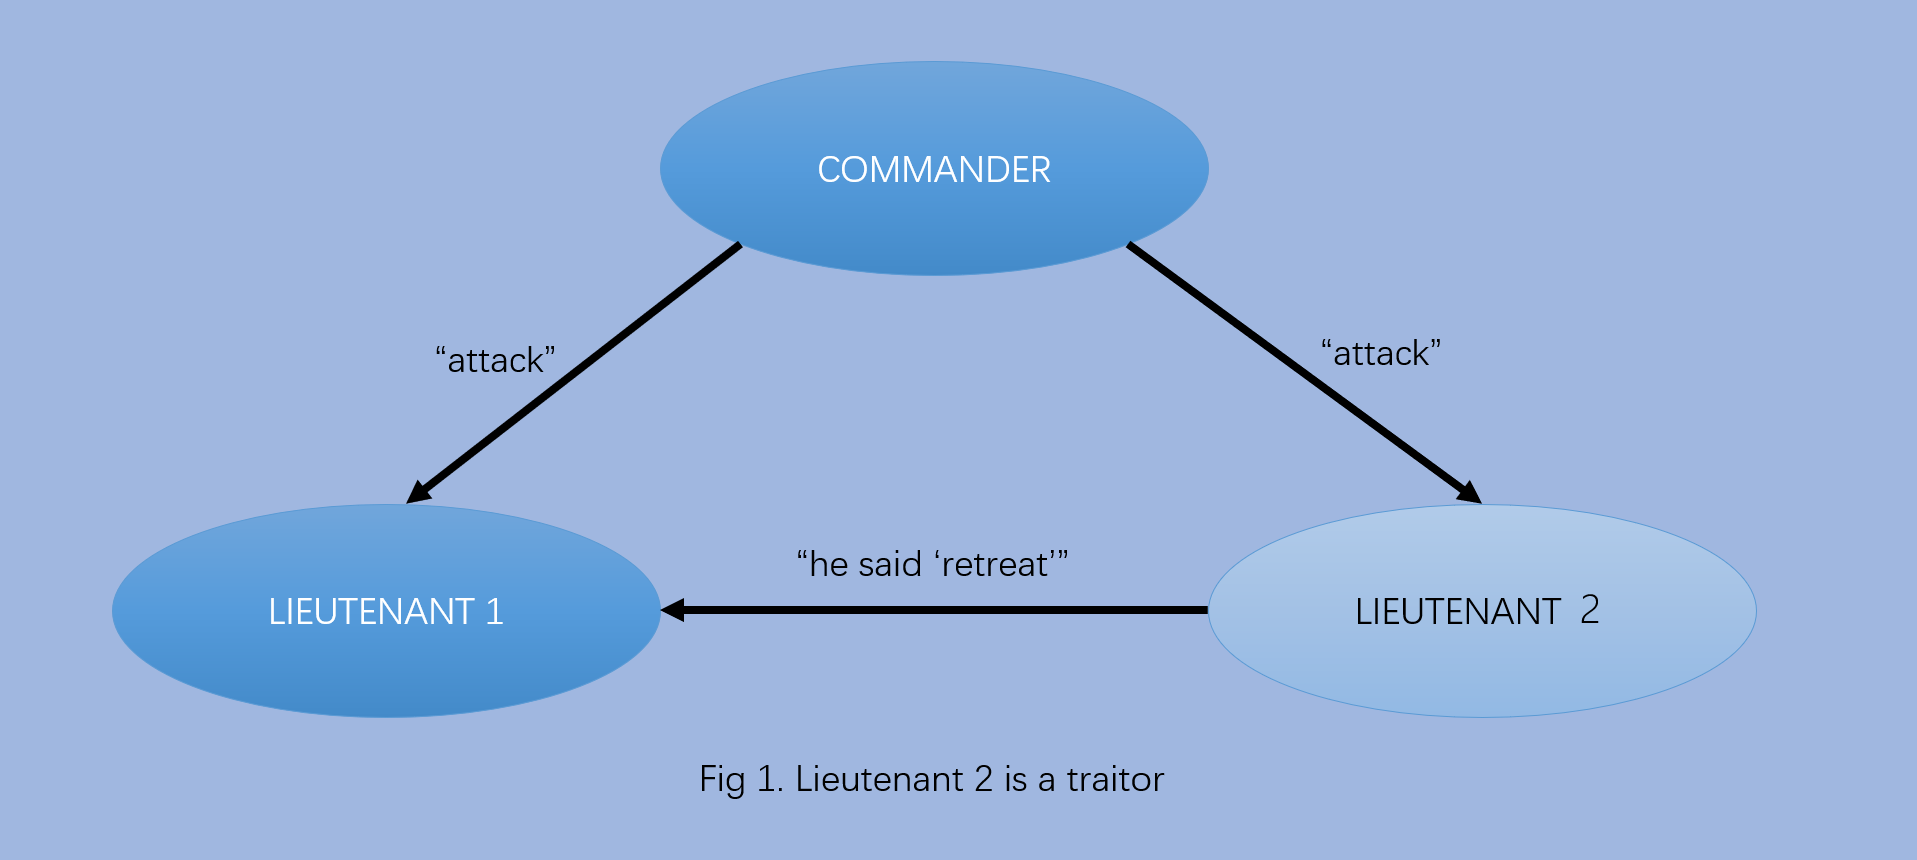 COMMANDER
“attack”
“attack”
“he said ‘retreat’”
LIEUTENANT 1
LIEUTENANT 2
Fig 1. Lieutenant 2 is a traitor